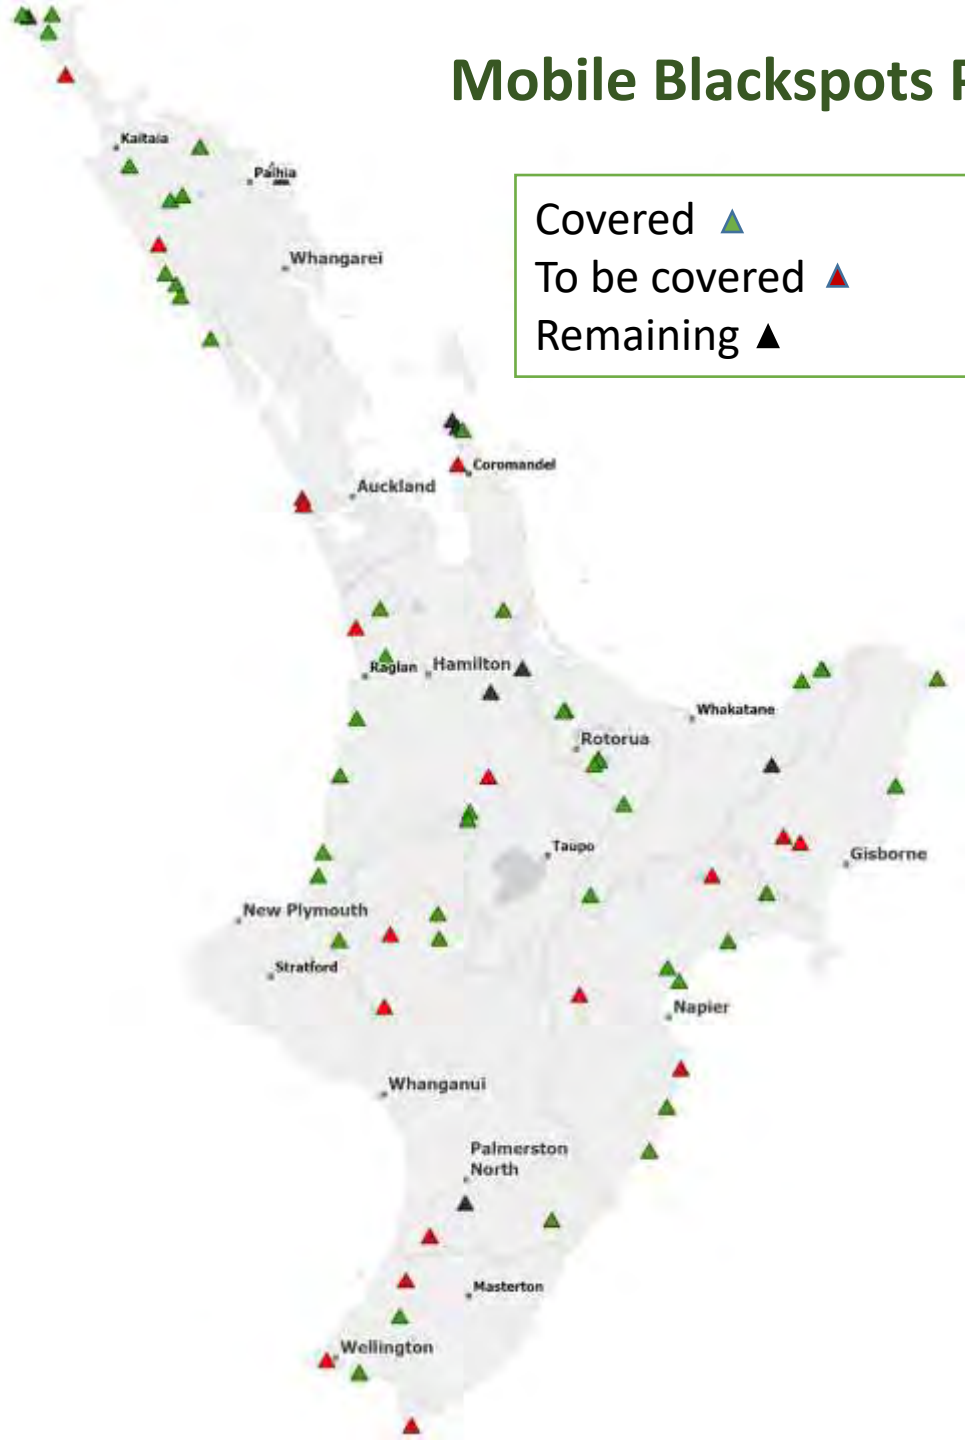 Mobile Blackspots P
Covered
To be covered
Remaining
Kaitaia
Paihia
Whangarei
Coromandel
Auckland
Raglan
Hamilton
Whakatane
Rotorua
Taupo
Gisborne
New Plymouth
Stratford
Napier
Whanganui
Palmerston
North
Masterton
Wellington